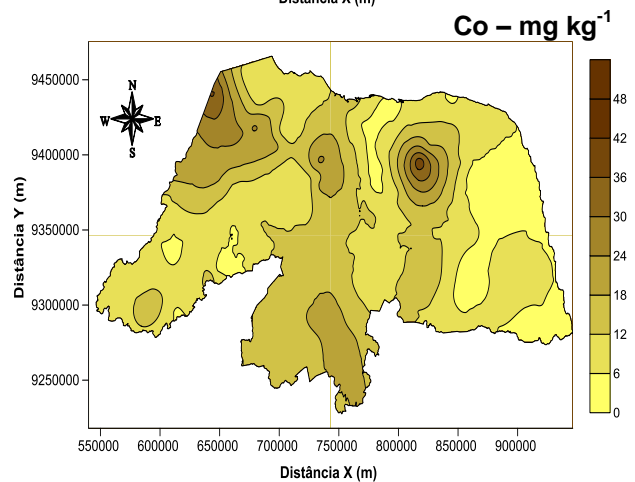 Distância X (m)
Co – mg kg-1
9450000
9400000
9350000
9300000
9250000
Distância Y (m)
N
W E
S
48
42
36
30
24
18
12
6
0
550000 600000 650000 700000 750000 800000 850000 900000
Distância X (m)